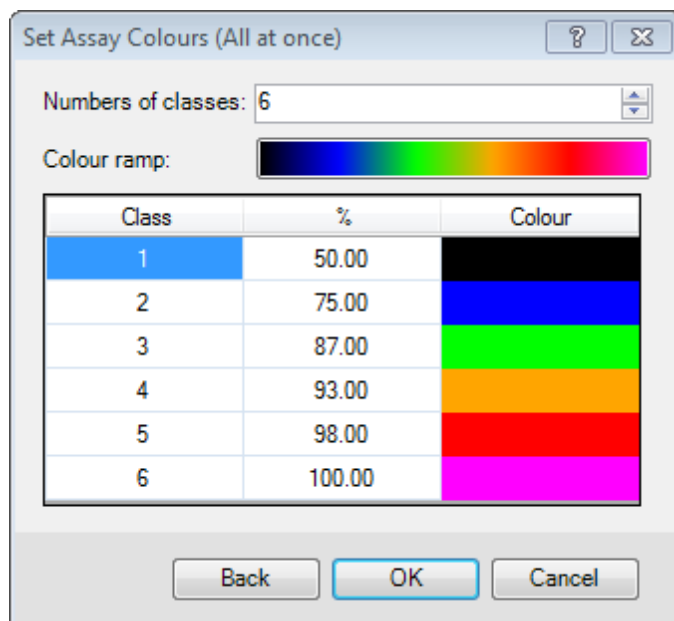 Set Assay Colours (All at once)
Numbers of classes: 6
Colour ramp:
Class % Colour
1 50.00
2 75.00
3 87.00
4 93.00
5 98.00
6 100.00
Back OK Cancel